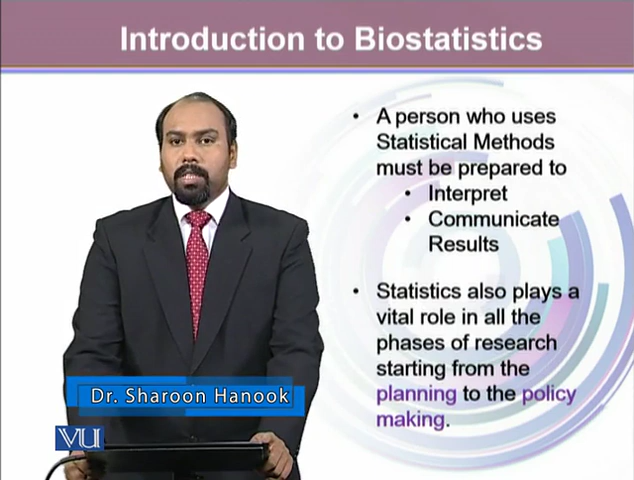 Introduction to Biostatistics
• A person who uses
Statistical Methods
must be prepared to
• Interpret
• Communicate
Results
• Statistics also plays a
vital role in all the
phases of research
starting from the
planning to the policy
making.
Dr. Sharoon Hanook
VU